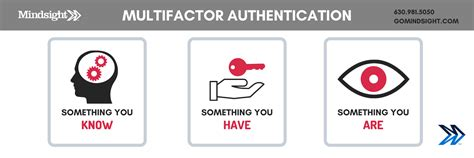 Mindsight
MULTIFACTOR AUTHENTICATION
630.981.5050
GOMINDSIGHT.COM
SOMETHING YOU
KNOW
SOMETHING YOU
HAVE
SOMETHING YOU
ARE